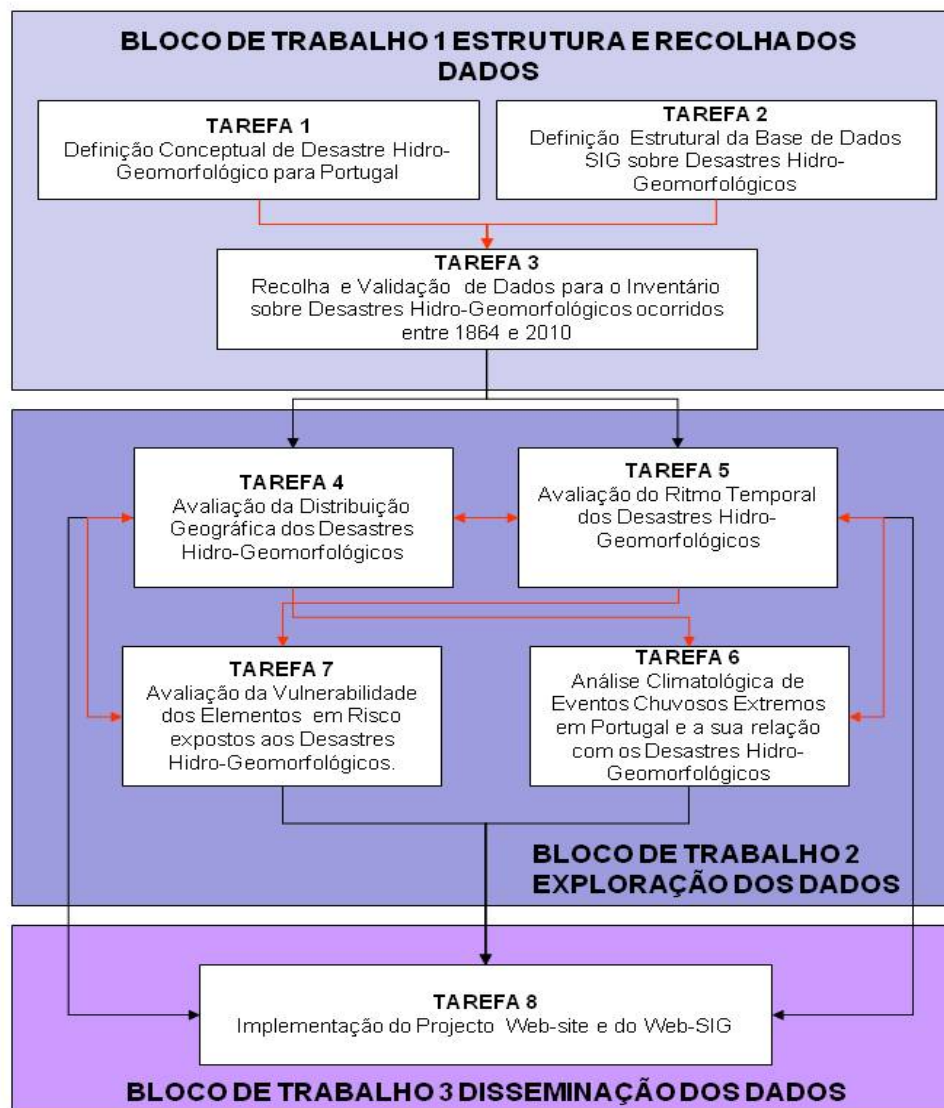 BLOCO DE TRABALHO 1 ESTRUTURA E RECOLHA DOS
DADOS
TAREFA 1
Definição Conceptual de Desastre Hidro-
Geomorfológico para Portugal
TAREFA 2
Definição Estrutural da Base de Dados
SIG sobre Desastres Hidro-
Geomorfológicos
TAREFA 3
Recolha e Validação de Dados para o Inventário
sobre Desastres Hidro-Geomorfológicos ocorridos
entre 1864 e 2010
TAREFA 4
Avaliação da Distribuição
Geográfica dos Desastres
Hidro-Geomorfológicos
TAREFA 5
Avaliação do Ritmo Temporal
dos Desastres Hidro-
Geomorfológicos
TAREFA 7
Avaliação da Vulnerabilidade
dos Elementos em Risco
expostos aos Desastres
Hidro-Geomorfológicos.
TAREFA 6
Análise Climatológica de
Eventos Chuvosos Extremos
em Portugal e a sua relação
com os Desastres Hidro-
Geomorfológicos
BLOCO DE TRABALHO 2
EXPLORAÇÃO DOS DADOS
TAREFA 8
Implementação do Projecto Web-site e do Web-SIG
BLOCO DE TRABALHO 3 DISSEMINAÇÃO DOS DADOS